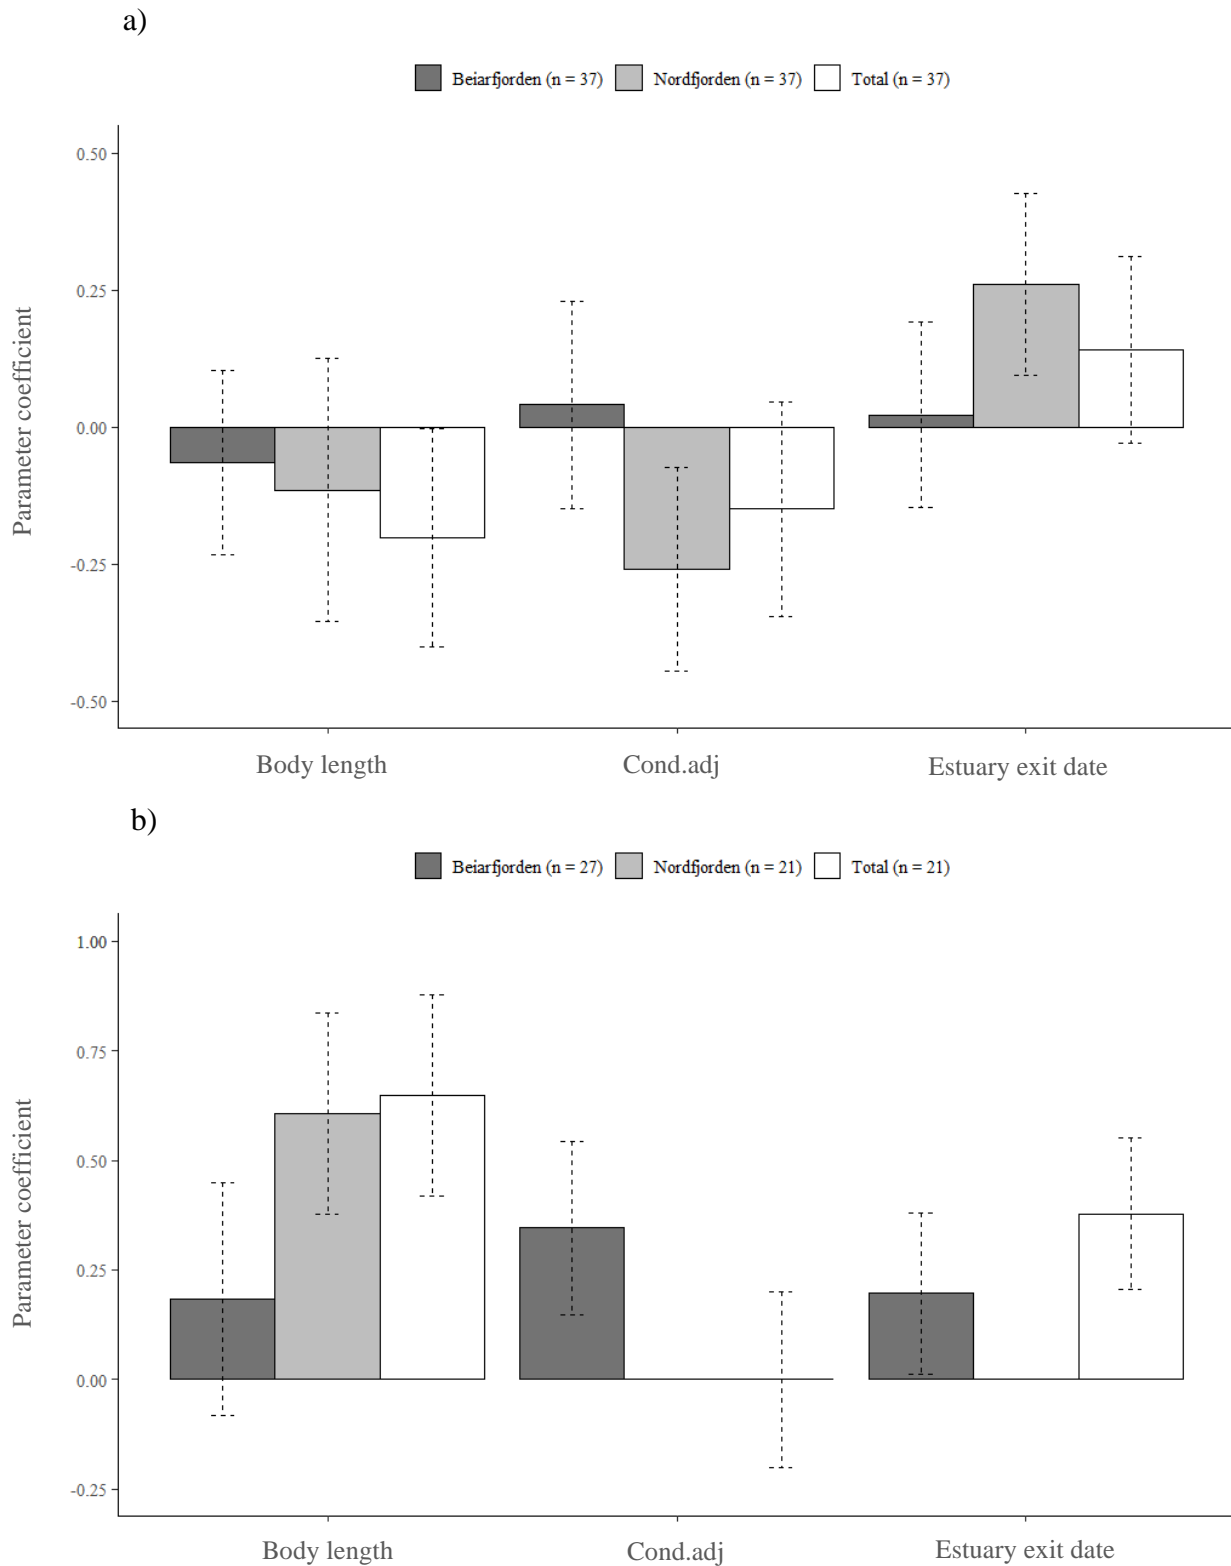 a)
Beiarfjorden (n = 37) Nordfjorden (n = 37) Total (n = 37)
Parameter coefficient
0.50
0.25
0.00
-0.25
-0.50
Body length Cond.adj Estuary exit date
b)
Beiarfjorden (n = 27) Nordfjorden (n = 21) Total (n = 21)
Parameter coefficient
1.00
0.75
0.50
0.25
0.00
-0.25
Body length Cond.adj Estuary exit date